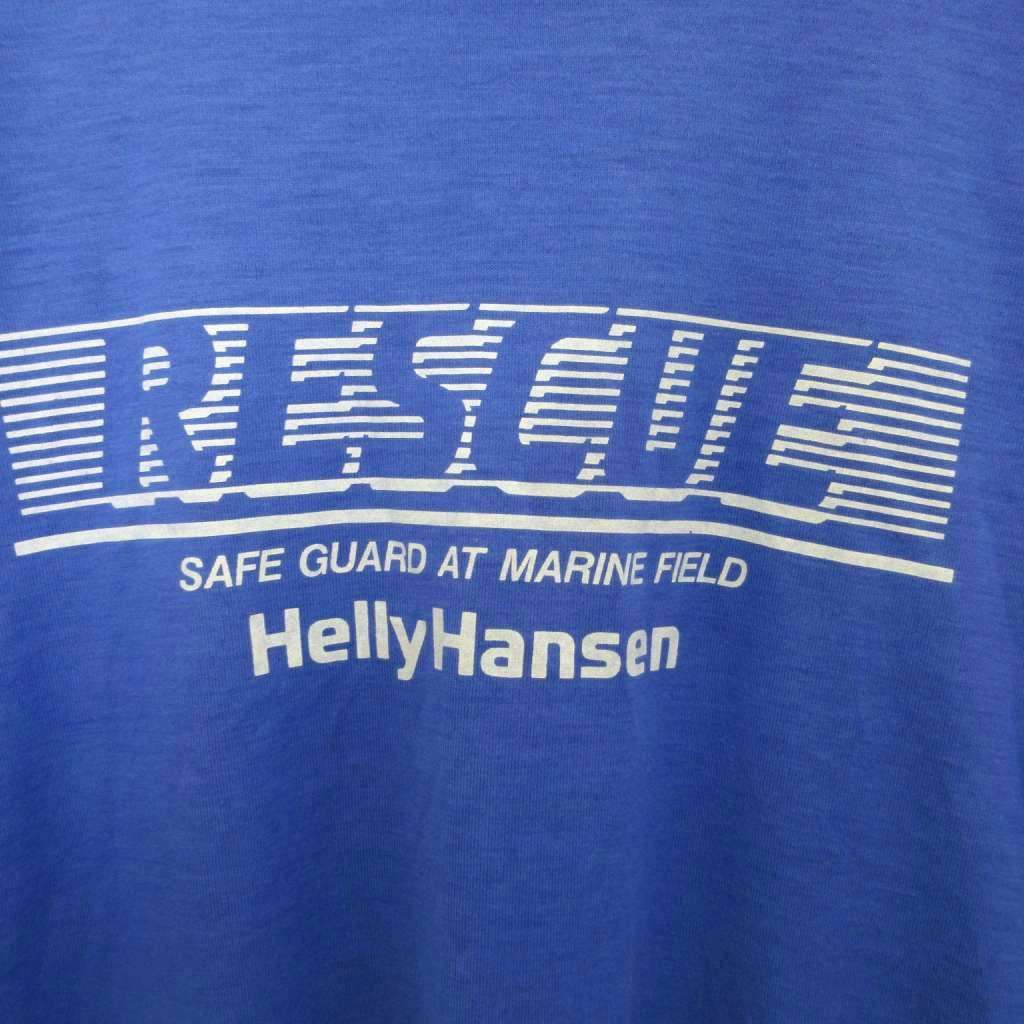 RESCUE
SAFE GUARD AT MARINE FIELD
HellyHansen